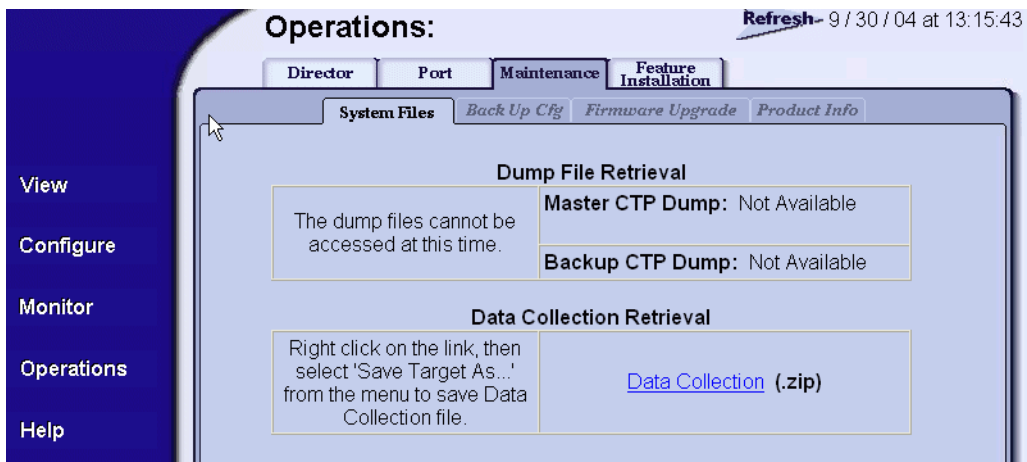 Operations:
Refresh- 9 / 30 / 04 at 13:15:43
Director
Port
Maintenance
Feature
Installation
System Files
Back Up Cfg
Firmware Upgrade
Product Info
View
Configure
Monitor
Operations
Help
Dump File Retrieval
The dump files cannot be
accessed at this time.
Master CTP Dump: Not Available
Backup CTP Dump: Not Available
Data Collection Retrieval
Right click on the link, then
select 'Save Target As...'
from the menu to save Data
Collection file.
Data Collection (.zip)